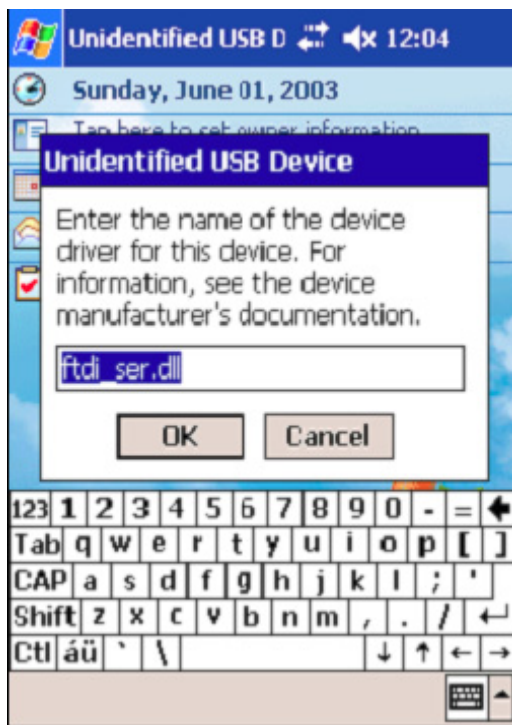 Unidentified USB D 12:04
Sunday, June 01, 2003
Tap here to set owner information
Unidentified USB Device
Enter the name of the device
driver for this device. For
information, see the device
manufacturer's documentation.
ftdi_ser.dll
OK Cancel
123 1 2 3 4 5 6 7 8 9 0 - =
Tab q w e r t y u i o p [ ]
CAP a s d f g h j k l ; '
Shift z x c v b n m , . /
Ctl áü ` \